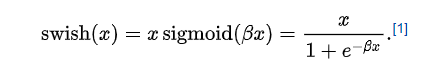 swish(x) = x sigmoid(βx) = x / (1 + e^{-βx}).[1]